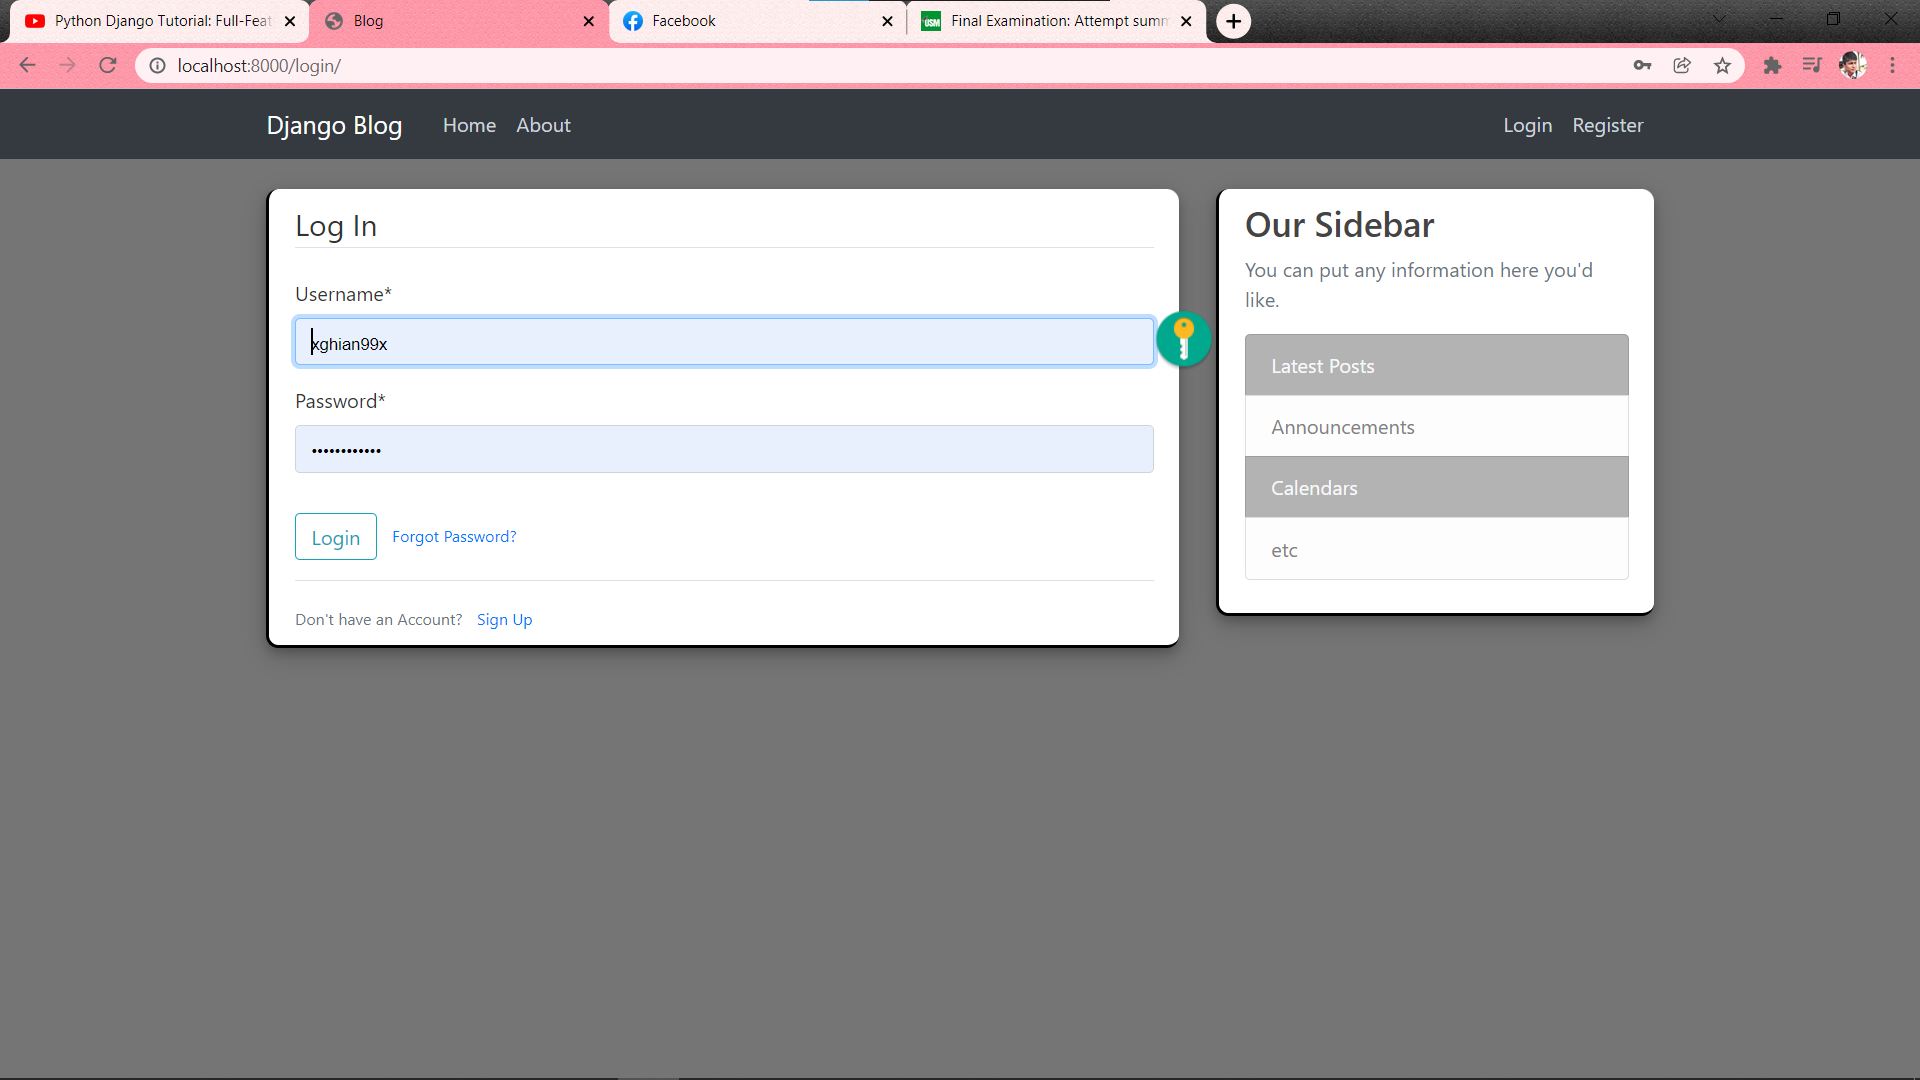 Python Django Tutorial: Full-Feat
Blog
Facebook
Final Examination: Attempt summ
localhost:8000/login/
Django Blog
Home
About
Login
Register
Log In
Username*
xghian99x
Password*
••••••••••••
Login
Forgot Password?
Don't have an Account? Sign Up
Our Sidebar
You can put any information here you'd
like.
Latest Posts
Announcements
Calendars
etc